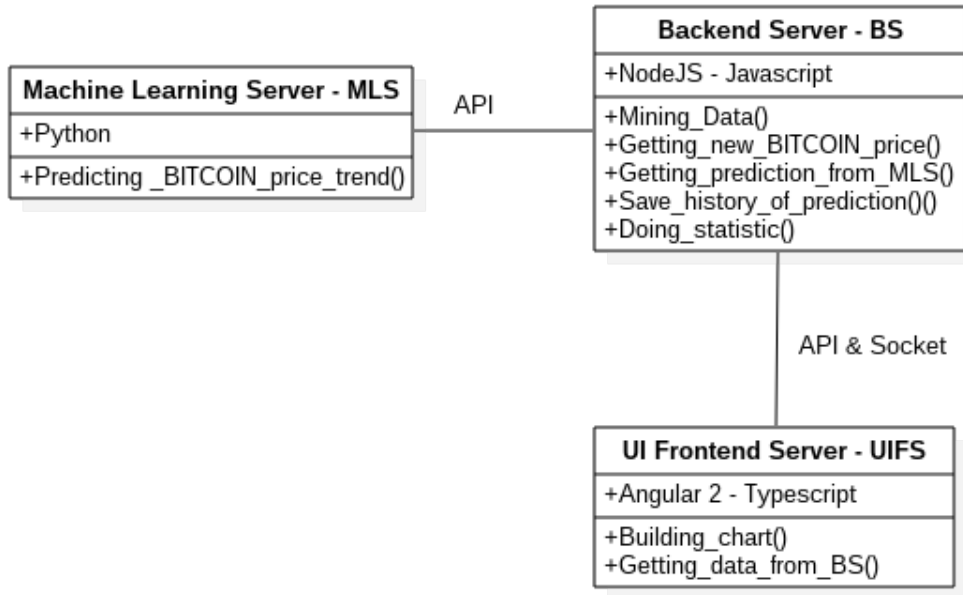 Machine Learning Server - MLS
+Python
+Predicting _BITCOIN_price_trend()
API
Backend Server - BS
+NodeJS - Javascript
+Mining_Data()
+Getting_new_BITCOIN_price()
+Getting_prediction_from_MLS()
+Save_history_of_prediction()()
+Doing_statistic()
API & Socket
UI Frontend Server - UIFS
+Angular 2 - Typescript
+Building_chart()
+Getting_data_from_BS()